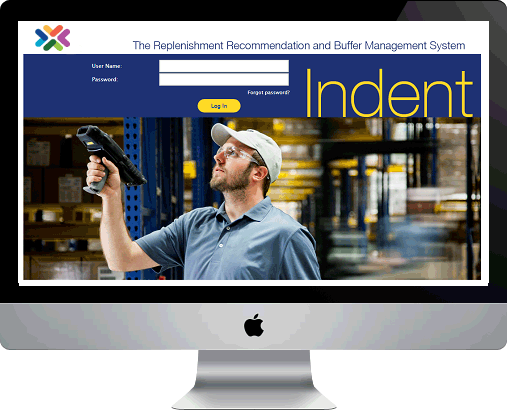 The Replenishment Recommendation and Buffer Management System
User Name:
Password:
Forgot password?
Log In
Indent